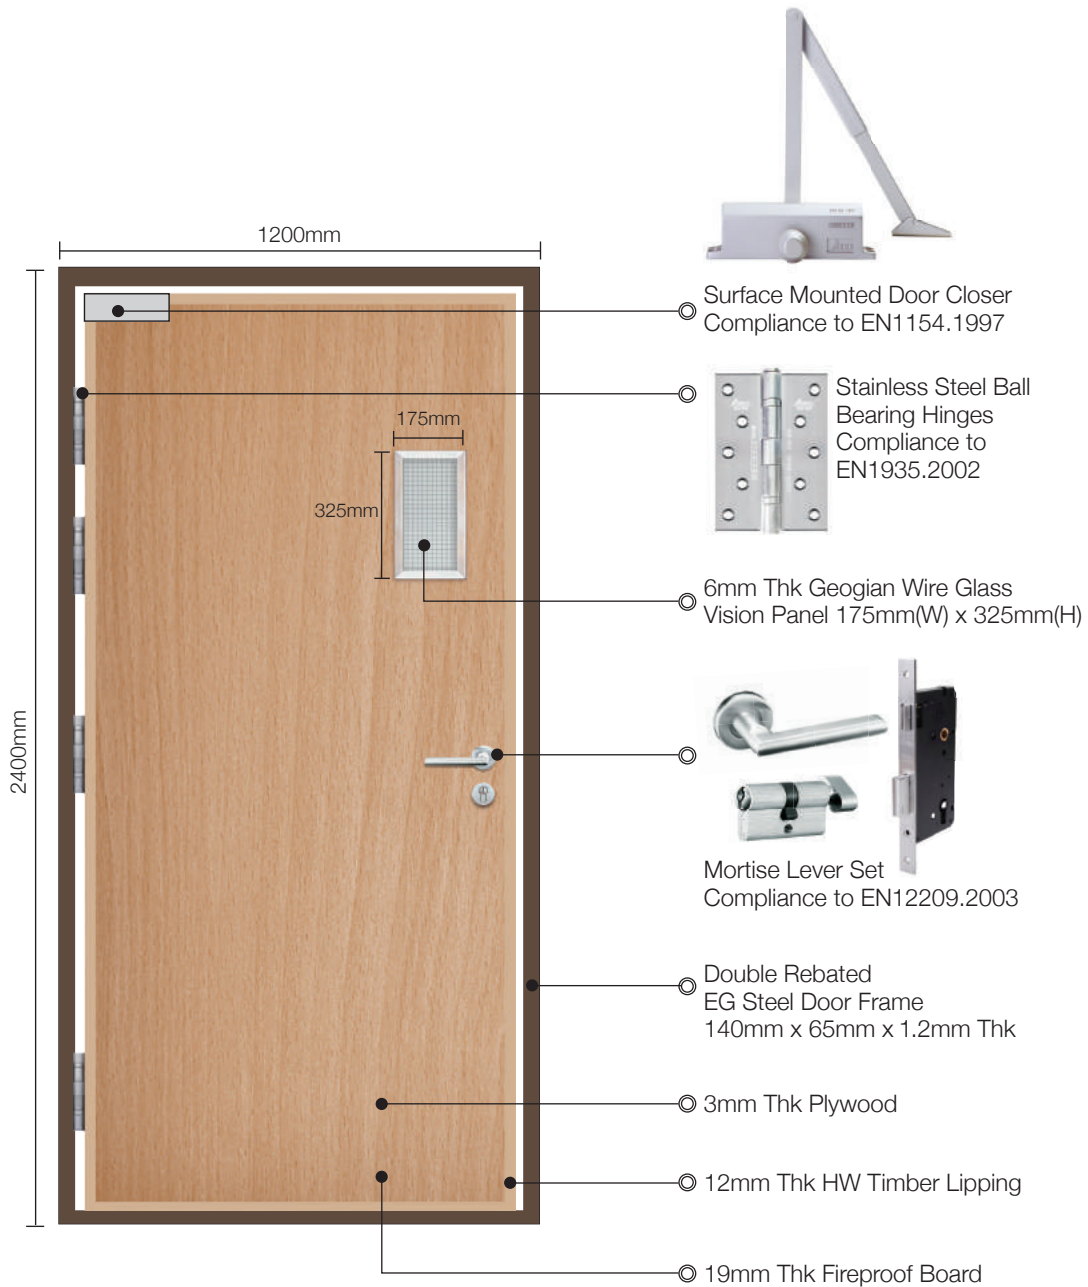 1200mm
Surface Mounted Door Closer
Compliance to EN1154.1997
Stainless Steel Ball
Bearing Hinges
Compliance to
EN1935.2002
175mm
325mm
6mm Thk Geogian Wire Glass
Vision Panel 175mm(W) x 325mm(H)
2400mm
Mortise Lever Set
Compliance to EN12209.2003
Double Rebated
EG Steel Door Frame
140mm x 65mm x 1.2mm Thk
3mm Thk Plywood
12mm Thk HW Timber Lipping
19mm Thk Fireproof Board